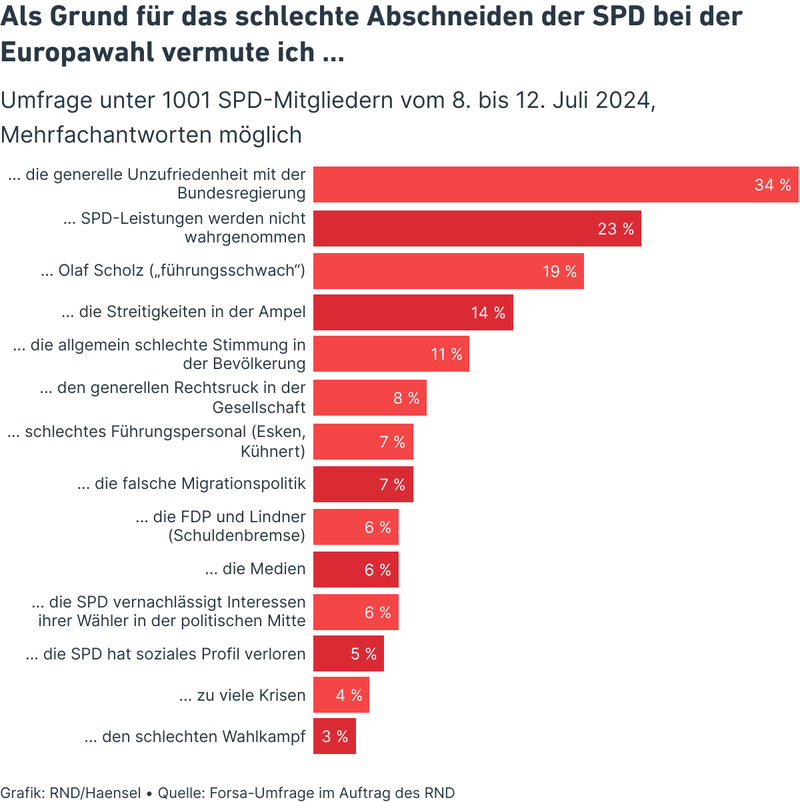 Als Grund für das schlechte Abschneiden der SPD bei der
Europawahl vermute ich ...
Umfrage unter 1001 SPD-Mitgliedern vom 8. bis 12. Juli 2024,
Mehrfachantworten möglich
... die generelle Unzufriedenheit mit der
Bundesregierung
34 %
... SPD-Leistungen werden nicht
wahrgenommen
23 %
... Olaf Scholz („führungsschwach“)
19 %
... die Streitigkeiten in der Ampel
14 %
... die allgemein schlechte Stimmung in
der Bevölkerung
11 %
... den generellen Rechtsruck in der
Gesellschaft
8 %
... schlechtes Führungspersonal (Esken,
Kühnert)
7 %
... die falsche Migrationspolitik
7 %
... die FDP und Lindner
(Schuldenbremse)
6 %
... die Medien
6 %
... die SPD vernachlässigt Interessen
ihrer Wähler in der politischen Mitte
6 %
... die SPD hat soziales Profil verloren
5 %
... zu viele Krisen
4 %
... den schlechten Wahlkampf
3 %
Grafik: RND/Haensel • Quelle: Forsa-Umfrage im Auftrag des RND